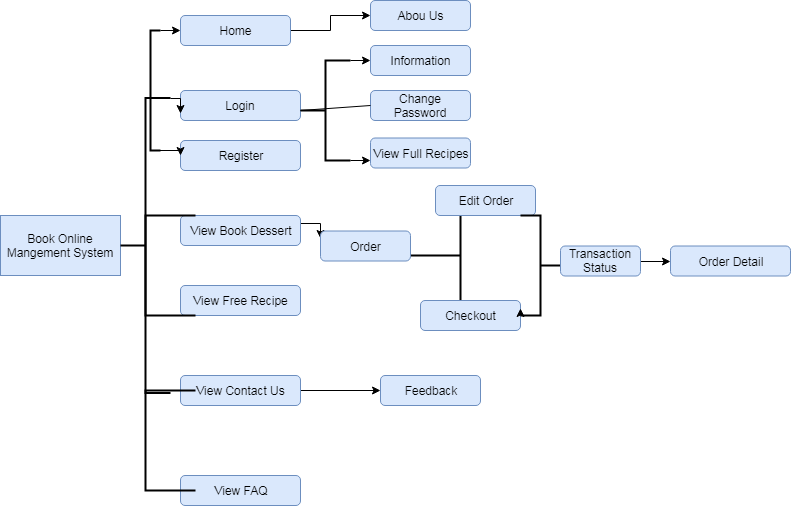 Home
Abou Us
Information
Login
Change
Password
Register
View Full Recipes
Book Online
Mangement System
View Book Dessert
Order
Edit Order
Transaction
Status
Order Detail
View Free Recipe
Checkout
View Contact Us
Feedback
View FAQ